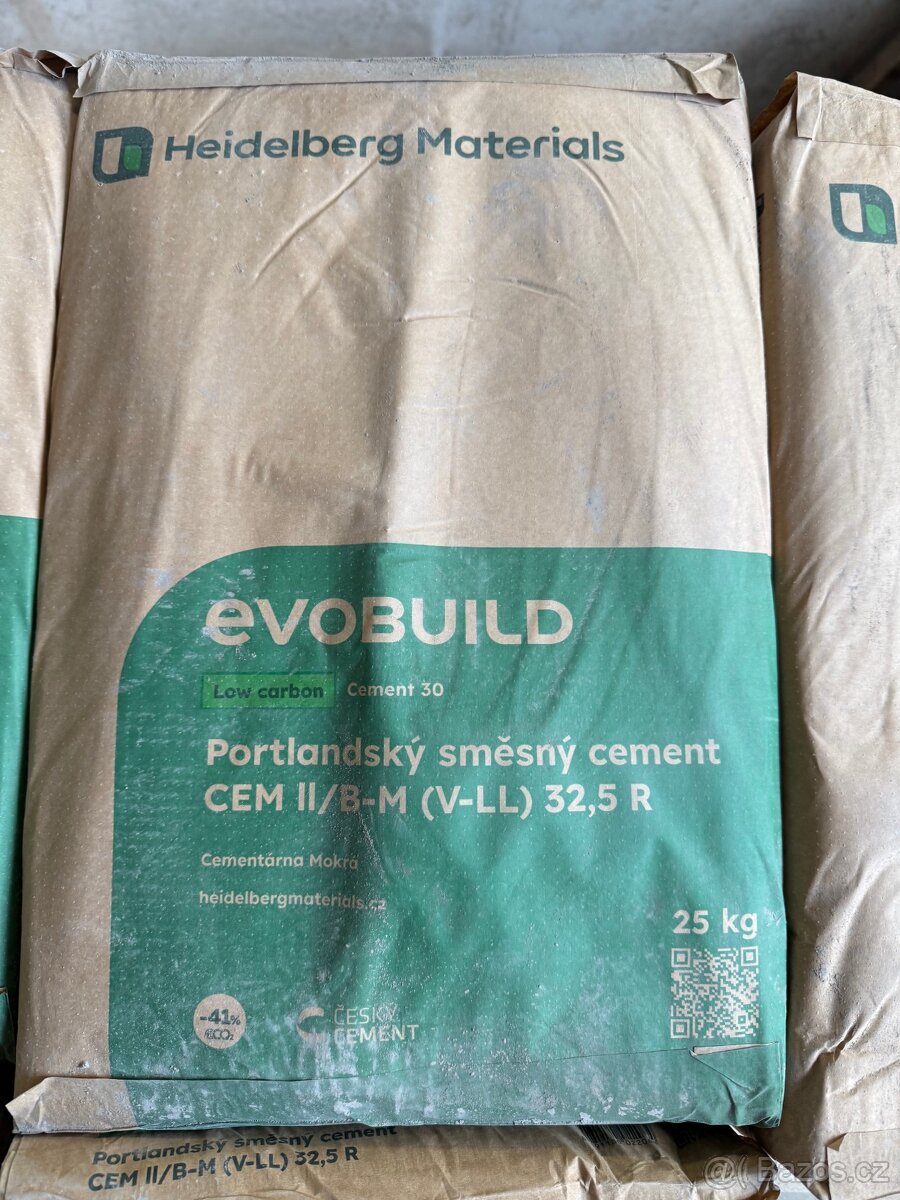 Heidelberg Materials
evoBUILD
Low carbon Cement 30
Portlandský směsný cement
CEM II/B-M (V-LL) 32,5 R
Cementárna Mokrá
heidelbergmaterials.cz
25 kg
-41%
CO₂
ČESKÝ
CEMENT
Portlandský směsný cement
CEM II/B-M (V-LL) 32,5 R
@ Bazos.cz